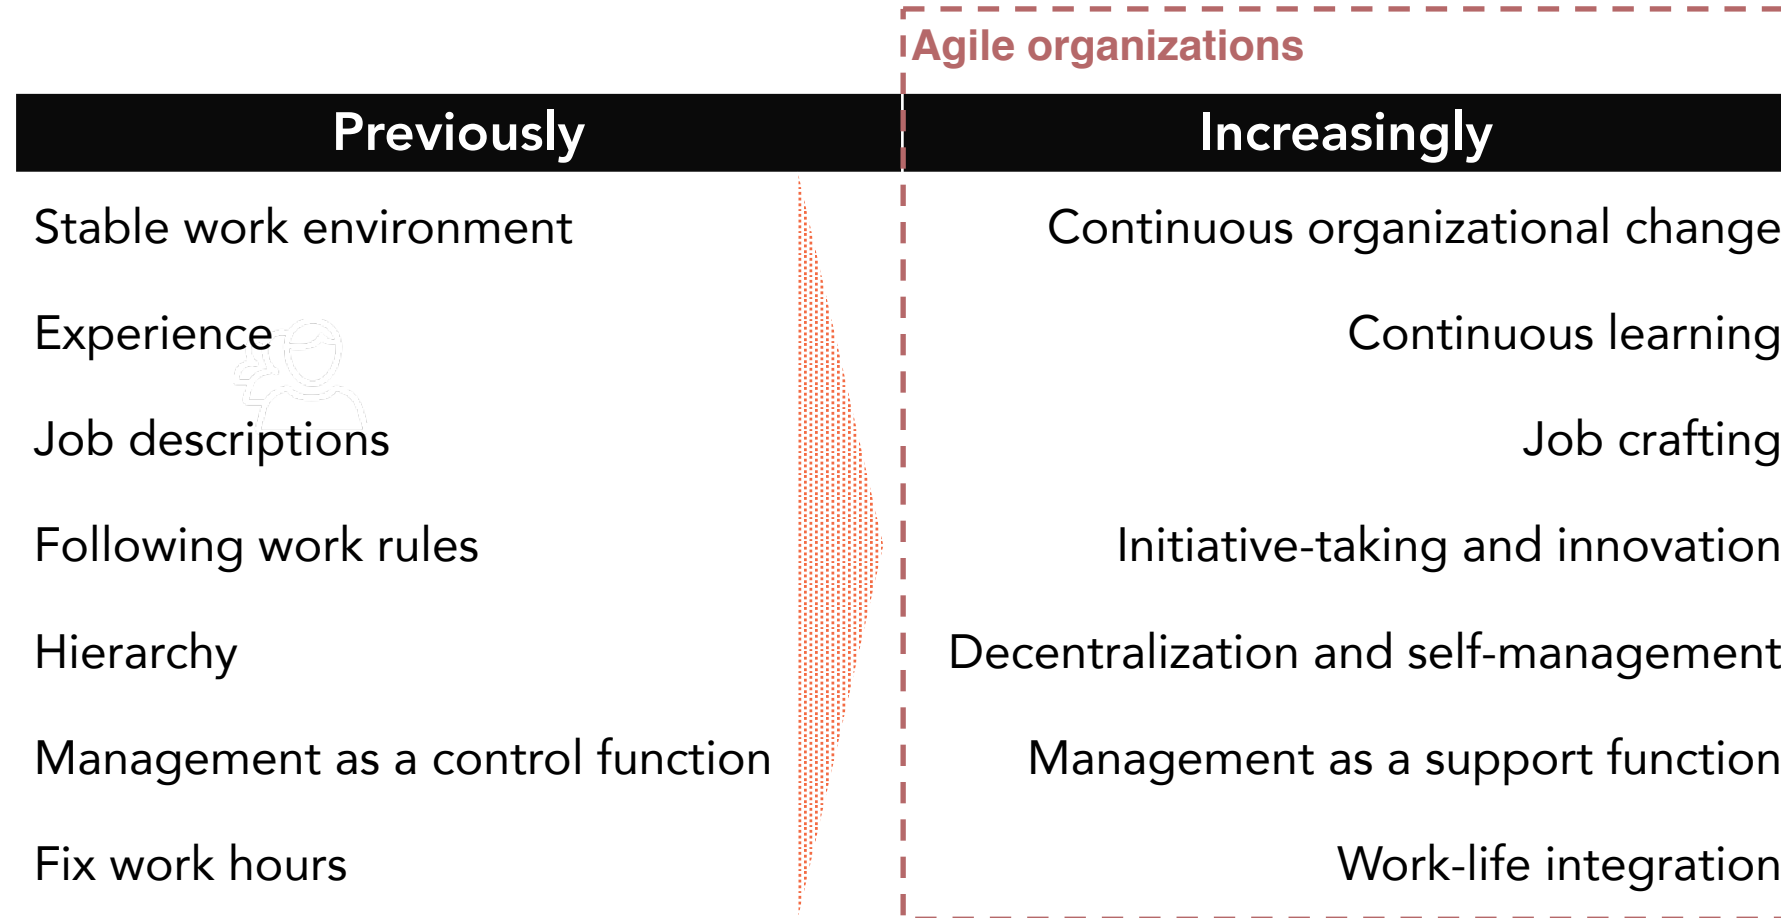 Agile organizations
Previously
Increasingly
Stable work environment
Continuous organizational change
Experience
Continuous learning
Job descriptions
Job crafting
Following work rules
Initiative-taking and innovation
Hierarchy
Decentralization and self-management
Management as a control function
Management as a support function
Fix work hours
Work-life integration